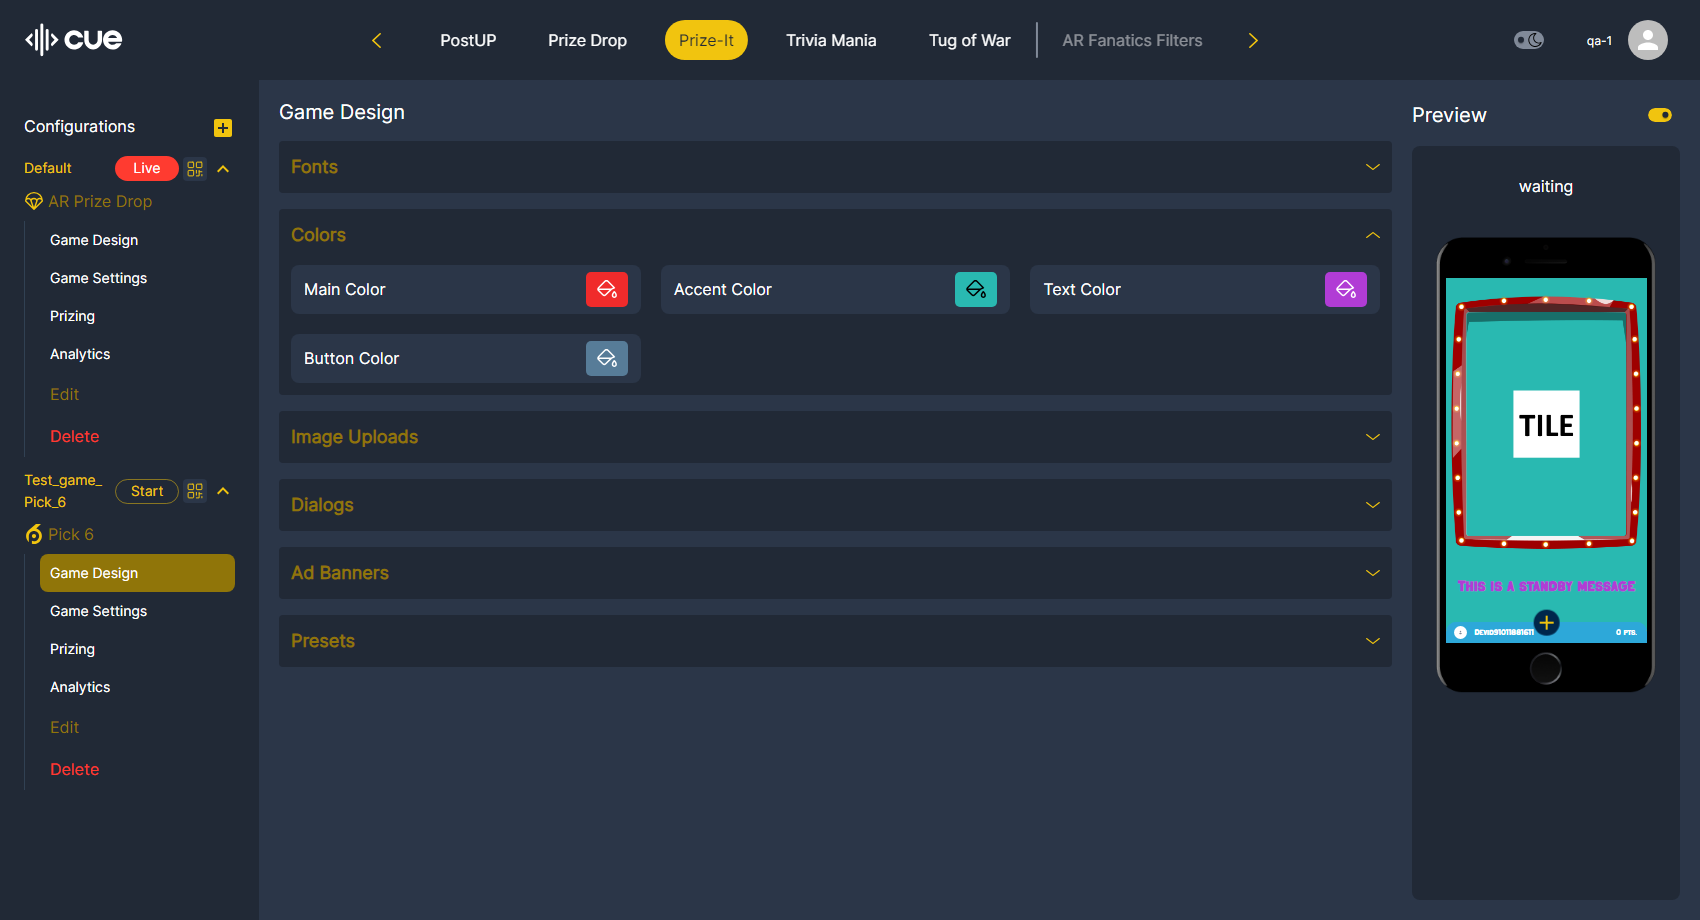 cue
PostUP
Prize Drop
Prize-It
Trivia Mania
Tug of War
AR Fanatics Filters
qa-1
Configurations
Default
Live
AR Prize Drop
Game Design
Game Settings
Prizing
Analytics
Edit
Delete
Test_game_
Pick_6
Start
Pick 6
Game Design
Game Settings
Prizing
Analytics
Edit
Delete
Game Design
Fonts
Colors
Main Color
Accent Color
Text Color
Button Color
Image Uploads
Dialogs
Ad Banners
Presets
Preview
waiting
TILE
THIS IS A STANDBY MESSAGE
0 PTS.